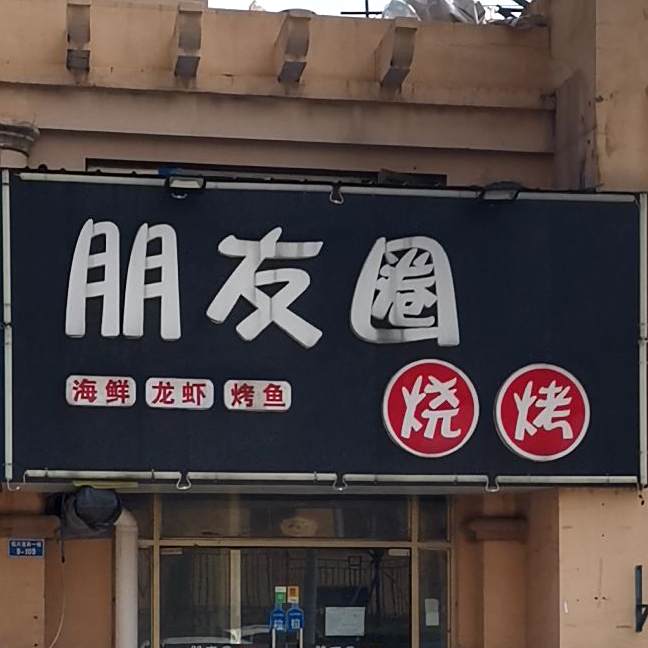 朋友圈
海鲜 龙虾 烤鱼
烧烤